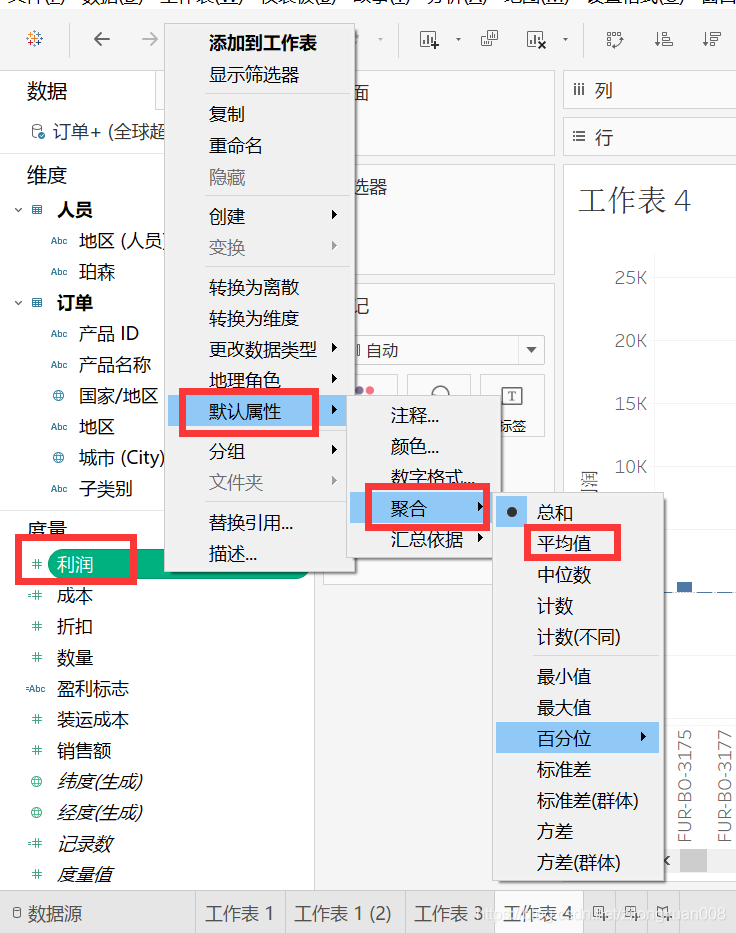 添加到工作表
显示筛选器
复制
重命名
隐藏
创建
变换
转换为离散
转换为维度
更改数据类型
地理角色
默认属性
分组
文件夹
替换引用...
描述...
注释...
颜色...
数字格式...
聚合
汇总依据
总和
平均值
中位数
计数
计数(不同)
最小值
最大值
百分位
标准差
标准差(群体)
方差
方差(群体)
数据
订单+ (全球超
维度
人员
Abc 地区 (人员)
Abc 珀森
订单
Abc 产品 ID
Abc 产品名称
国家/地区
Abc 地区
城市 (City)
Abc 子类别
度量
利润
成本
折扣
数量
=Abc 盈利标志
装运成本
销售额
纬度(生成)
经度(生成)
记录数
度量值
面
选器
记
自动
T
标签
列
行
工作表 4
25K
20K
15K
10K
利润
FUR-BO-3175
FUR-BO-3177
数据源
工作表 1
工作表 1 (2)
工作表
工作表 4